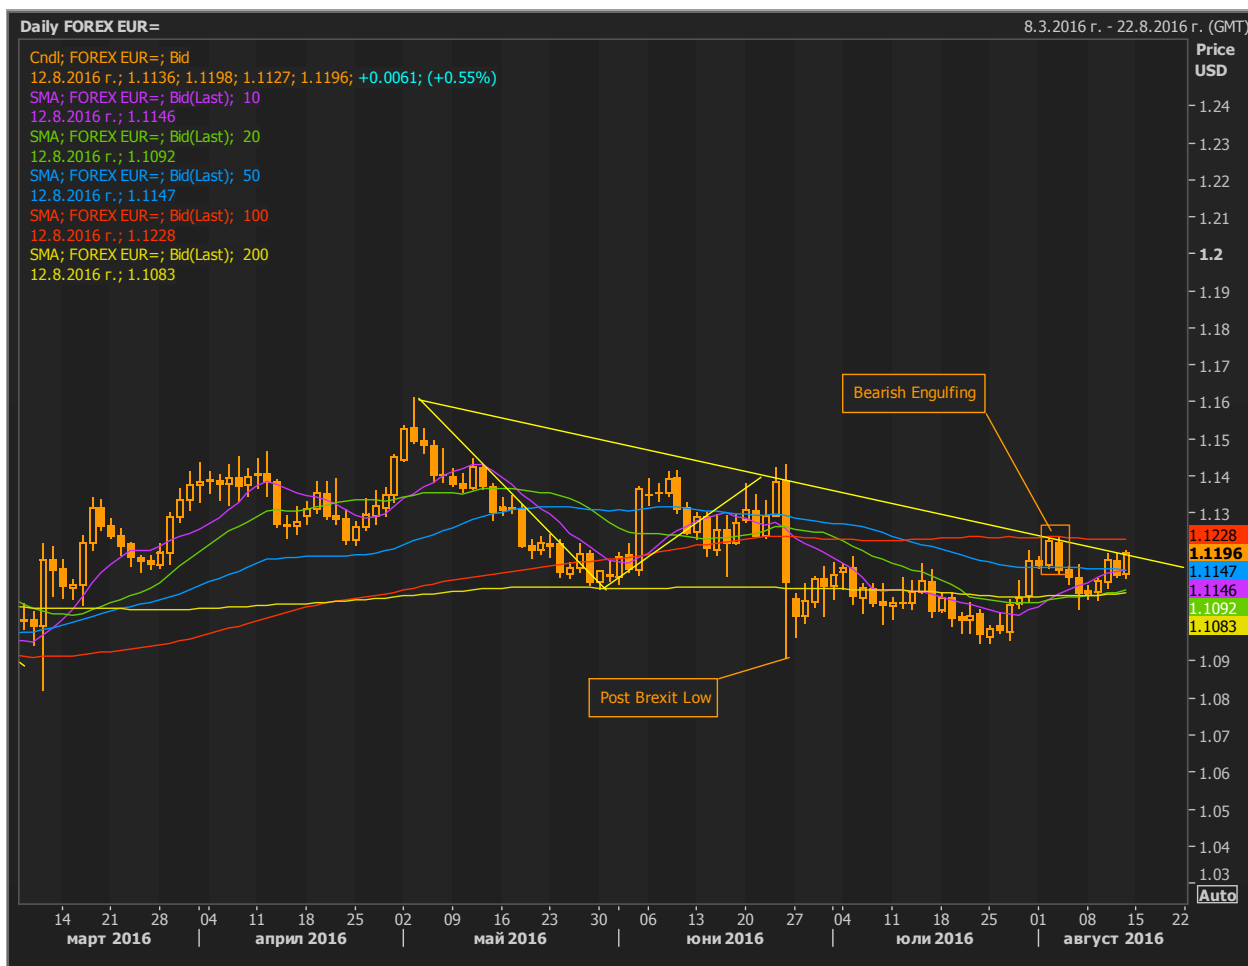 Daily FOREX EUR=
8.3.2016 г. - 22.8.2016 г. (GMT)
Price
USD
Cndl; FOREX EUR=; Bid
12.8.2016 г.; 1.1136; 1.1198; 1.1127; 1.1196; +0.0061; (+0.55%)
SMA; FOREX EUR=; Bid(Last); 10
12.8.2016 г.; 1.1146
SMA; FOREX EUR=; Bid(Last); 20
12.8.2016 г.; 1.1092
SMA; FOREX EUR=; Bid(Last); 50
12.8.2016 г.; 1.1147
SMA; FOREX EUR=; Bid(Last); 100
12.8.2016 г.; 1.1228
SMA; FOREX EUR=; Bid(Last); 200
12.8.2016 г.; 1.1083
1.24
1.23
1.22
1.21
1.2
1.19
1.18
1.17
1.16
1.15
1.14
1.13
1.1228
1.1196
1.1147
1.1146
1.1092
1.1083
1.09
1.08
1.07
1.06
1.05
1.04
1.03
Auto
Bearish Engulfing
Post Brexit Low
14 21 28 04 11 18 25 02 09 16 23 30 06 13 20 27 04 11 18 25 01 08 15 22
март 2016 април 2016 май 2016 юни 2016 юли 2016 август 2016